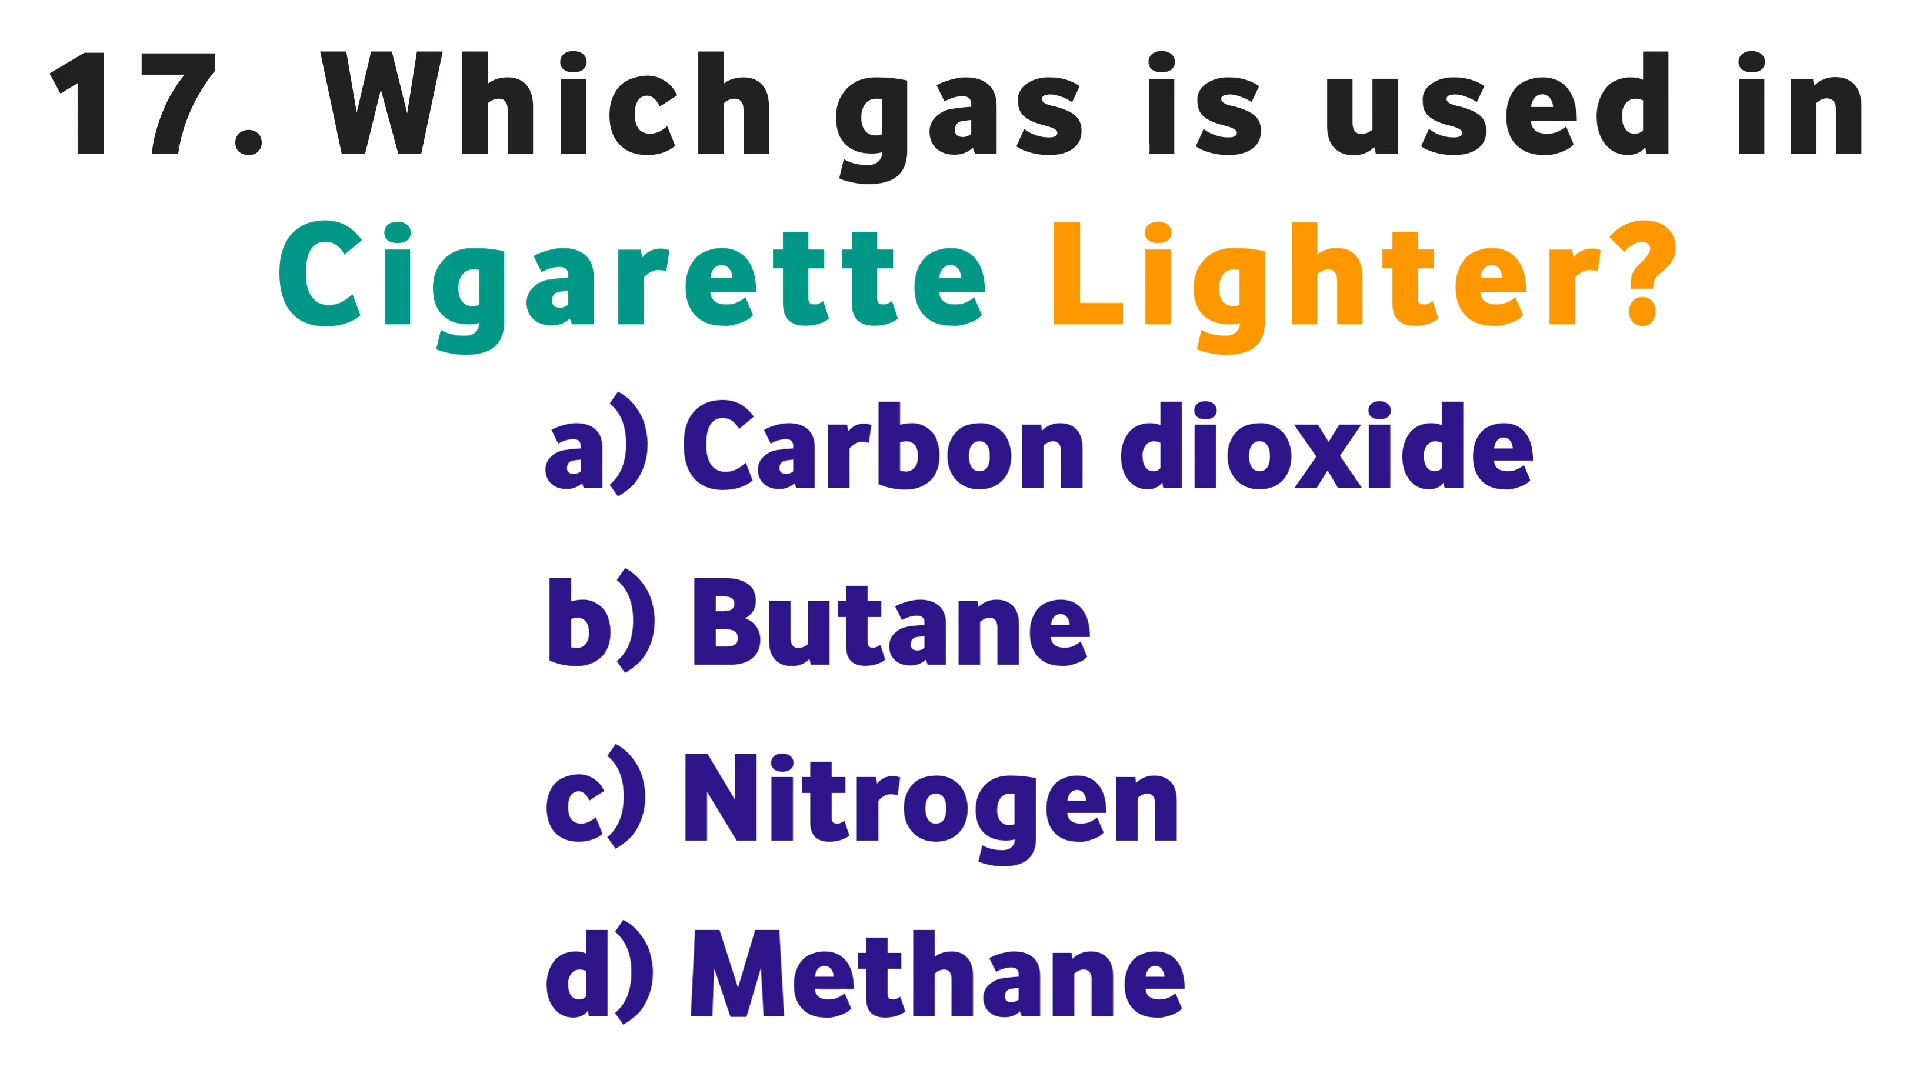 17. Which gas is used in
Cigarette Lighter?
a) Carbon dioxide
b) Butane
c) Nitrogen
d) Methane